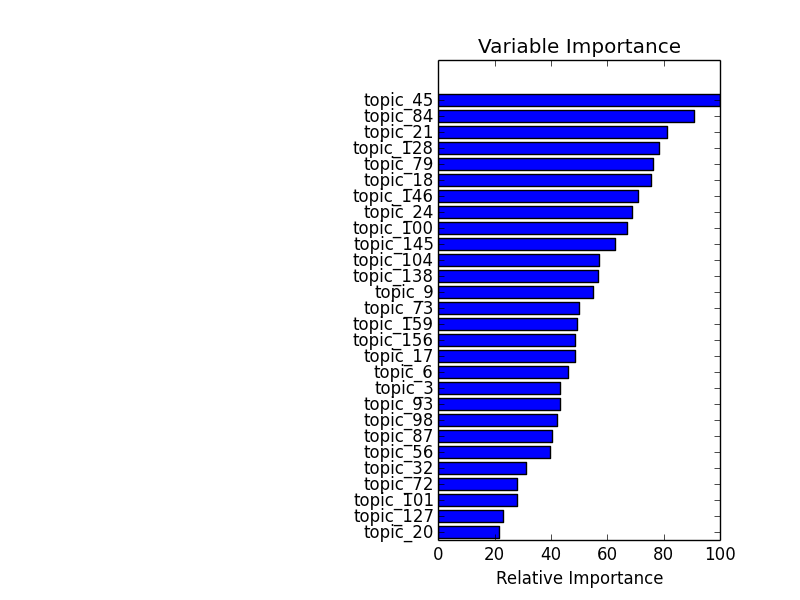 Variable Importance
topic_45
topic_84
topic_21
topic_128
topic_79
topic_18
topic_146
topic_24
topic_100
topic_145
topic_104
topic_138
topic_9
topic_73
topic_159
topic_156
topic_17
topic_6
topic_3
topic_93
topic_98
topic_87
topic_56
topic_32
topic_72
topic_101
topic_127
topic_20
0 20 40 60 80 100
Relative Importance